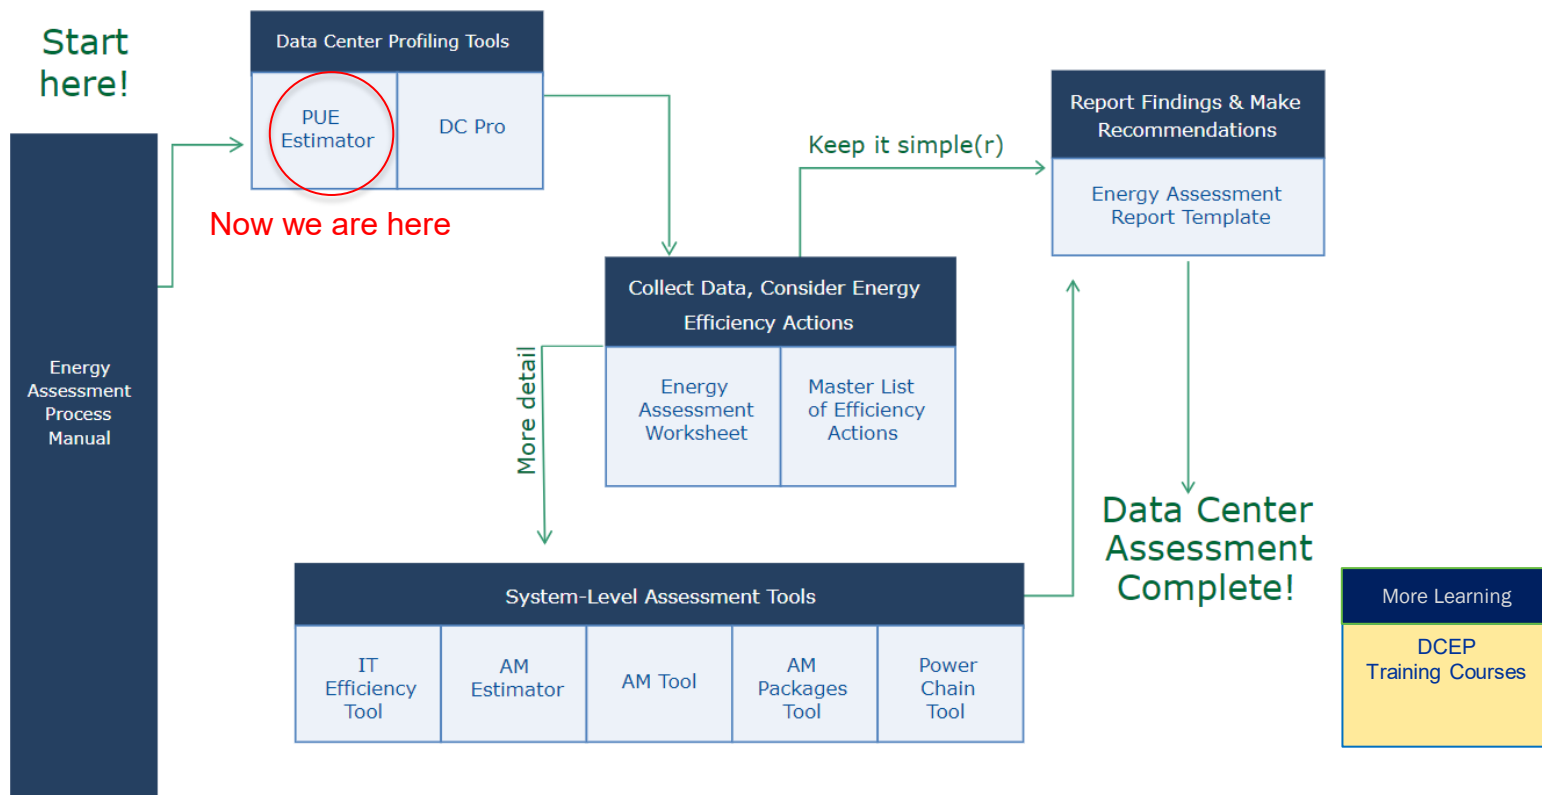 Start
here!
Energy
Assessment
Process
Manual
Data Center Profiling Tools
PUE
Estimator
DC Pro
Now we are here
Collect Data, Consider Energy
Efficiency Actions
Energy
Assessment
Worksheet
Master List
of Efficiency
Actions
Keep it simple(r)
More detail
System-Level Assessment Tools
IT
Efficiency
Tool
AM
Estimator
AM Tool
AM
Packages
Tool
Power
Chain
Tool
Report Findings & Make
Recommendations
Energy Assessment
Report Template
Data Center
Assessment
Complete!
More Learning
DCEP
Training Courses